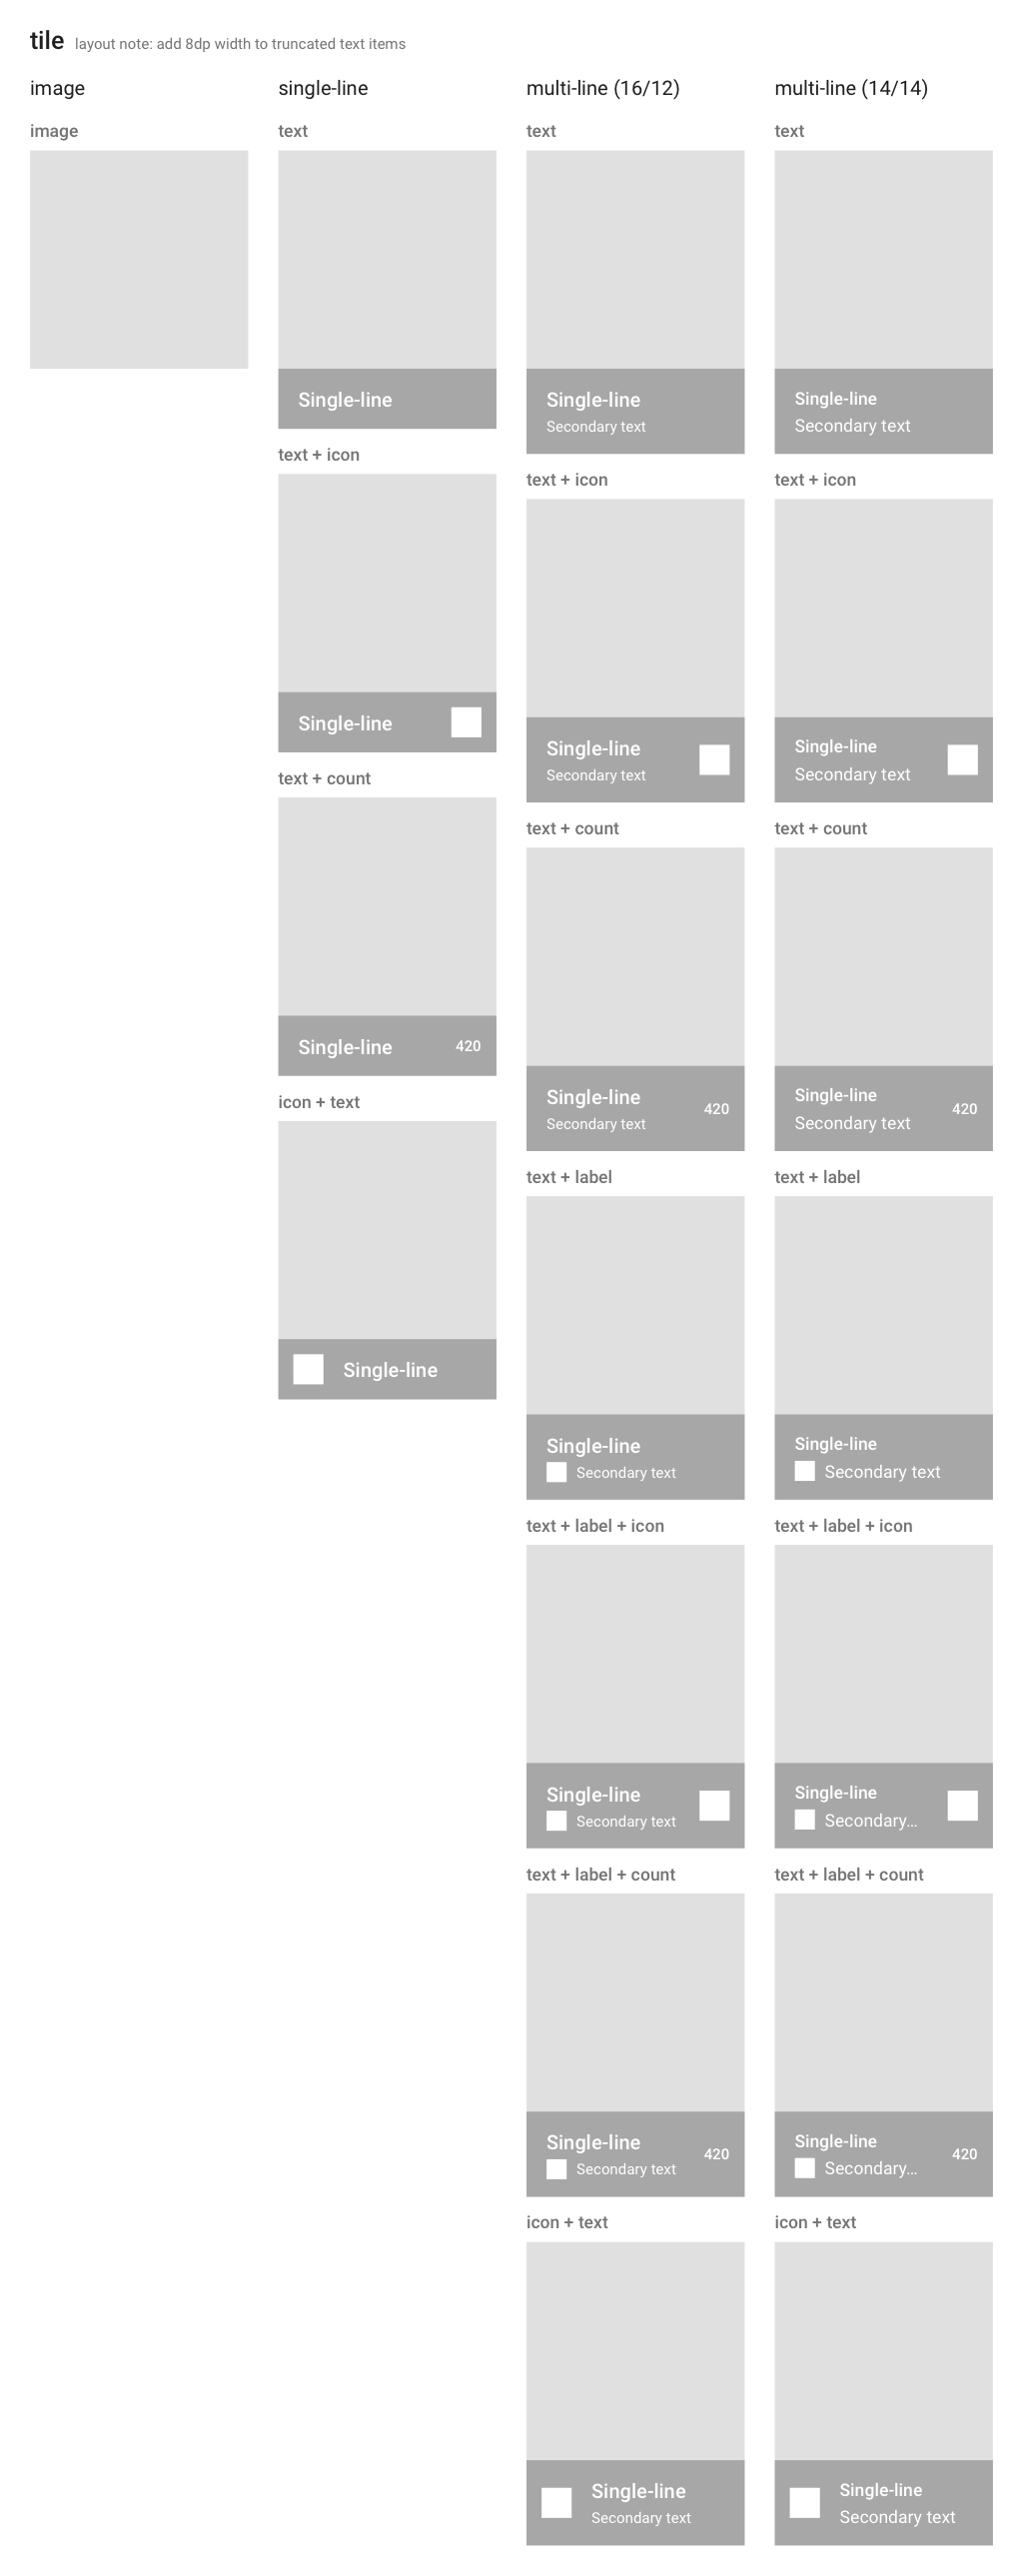 tile layout note: add 8dp width to truncated text items
image
image
single-line
text
Single-line
text + icon
Single-line
text + count
Single-line 420
icon + text
Single-line
multi-line (16/12)
text
Single-line
Secondary text
text + icon
Single-line
Secondary text
text + count
Single-line
Secondary text
420
text + label
Single-line
Secondary text
text + label + icon
Single-line
Secondary text
text + label + count
Single-line
Secondary text
420
icon + text
Single-line
Secondary text
multi-line (14/14)
text
Single-line
Secondary text
text + icon
Single-line
Secondary text
text + count
Single-line
Secondary text
420
text + label
Single-line
Secondary text
text + label + icon
Single-line
Secondary...
text + label + count
Single-line
Secondary...
420
icon + text
Single-line
Secondary text